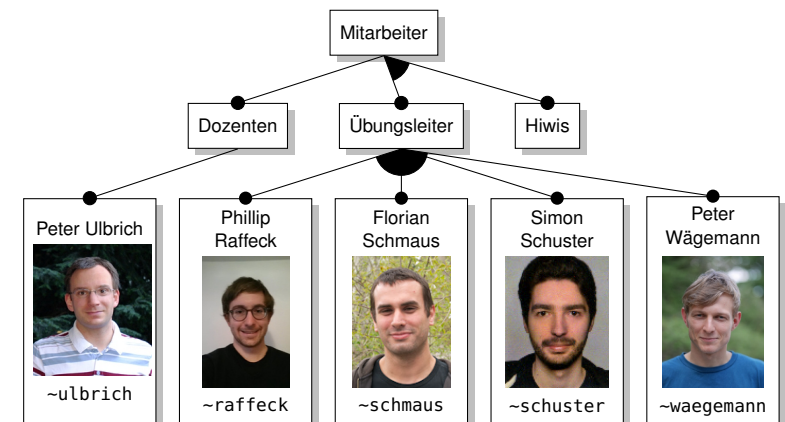 Mitarbeiter
Dozenten
Übungsleiter
Hiwis
Peter Ulbrich
~ulbrich
Phillip
Raffeck
~raffeck
Florian
Schmaus
~schmaus
Simon
Schuster
~schuster
Peter
Wägemann
~waegemann